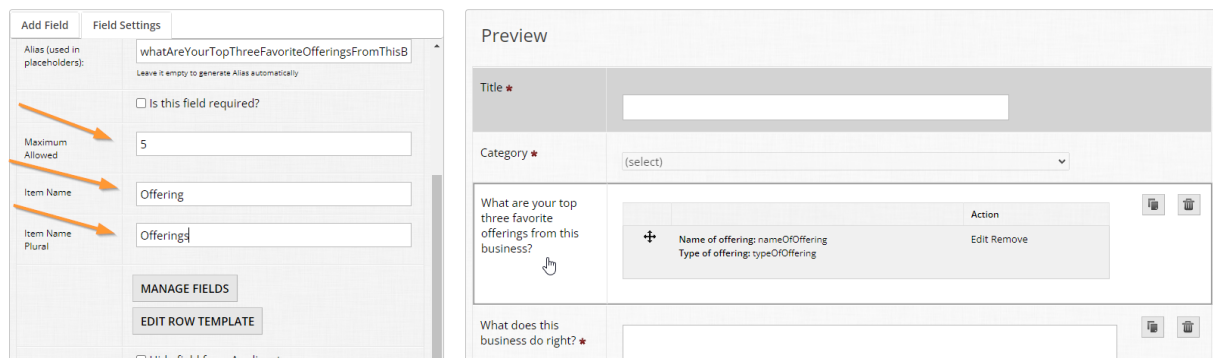 Add Field
Field Settings
Alias (used in
placeholders):
whatAreYourTopThreeFavoriteOfferingsFromThisB
Leave it empty to generate Alias automatically
Is this field required?
Maximum
Allowed
5
Item Name
Offering
Item Name
Plural
Offerings
MANAGE FIELDS
EDIT ROW TEMPLATE
Preview
Title *
Category *
(select)
What are your top
three favorite
offerings from this
business?
Action
Name of offering: nameOfOffering
Edit Remove
Type of offering: typeOfOffering
What does this
business do right? *